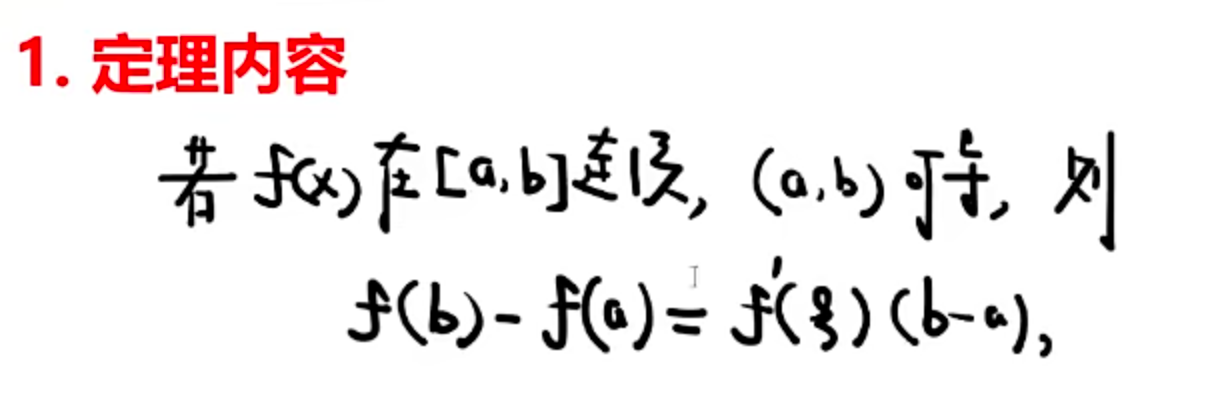 1. 定理内容
若 f(x) 在 [a,b] 连续, (a,b) 可导, 则
f(b) - f(a) = f'(ξ) (b-a),